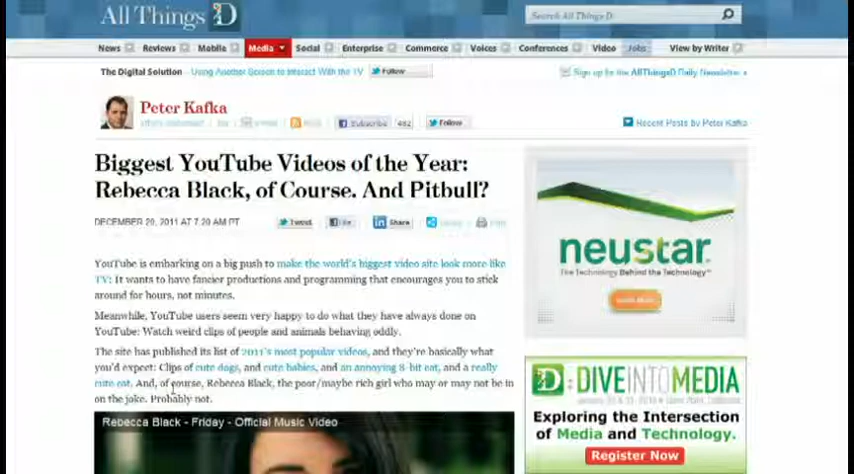 All Things D
Search All Things D
News Reviews Mobile Media Social Enterprise Commerce Voices Conferences Video Jobs View by Writer
The Digital Solution - Using Another Screen to Interact With the TV Follow
Sign up for the AllThingsD Daily Newsletter »
Peter Kafka
Subscribe Follow
Recent Posts by Peter Kafka
Biggest YouTube Videos of the Year:
Rebecca Black, of Course. And Pitbull?
DECEMBER 20, 2011 AT 7:20 AM PT
Tweet Like Share Print
YouTube is embarking on a big push to make the world's biggest video site look more like
TV: It wants to have fancier productions and programming that encourages you to stick
around for hours, not minutes.
Meanwhile, YouTube users seem very happy to do what they have always done on
YouTube: Watch weird clips of people and animals behaving oddly.
The site has published its list of 2011's most popular videos, and they're basically what
you'd expect: Clips of cute dogs, and cute babies, and an annoying 8-bit cat, and a really
cute cat. And, of course, Rebecca Black, the poor/maybe rich girl who may or may not be in
on the joke. Probably not.
Rebecca Black - Friday - Official Music Video
neustar
The Technology Behind the Technology™
D: DIVEINTOMEDIA
Exploring the Intersection
of Media and Technology.
Register Now